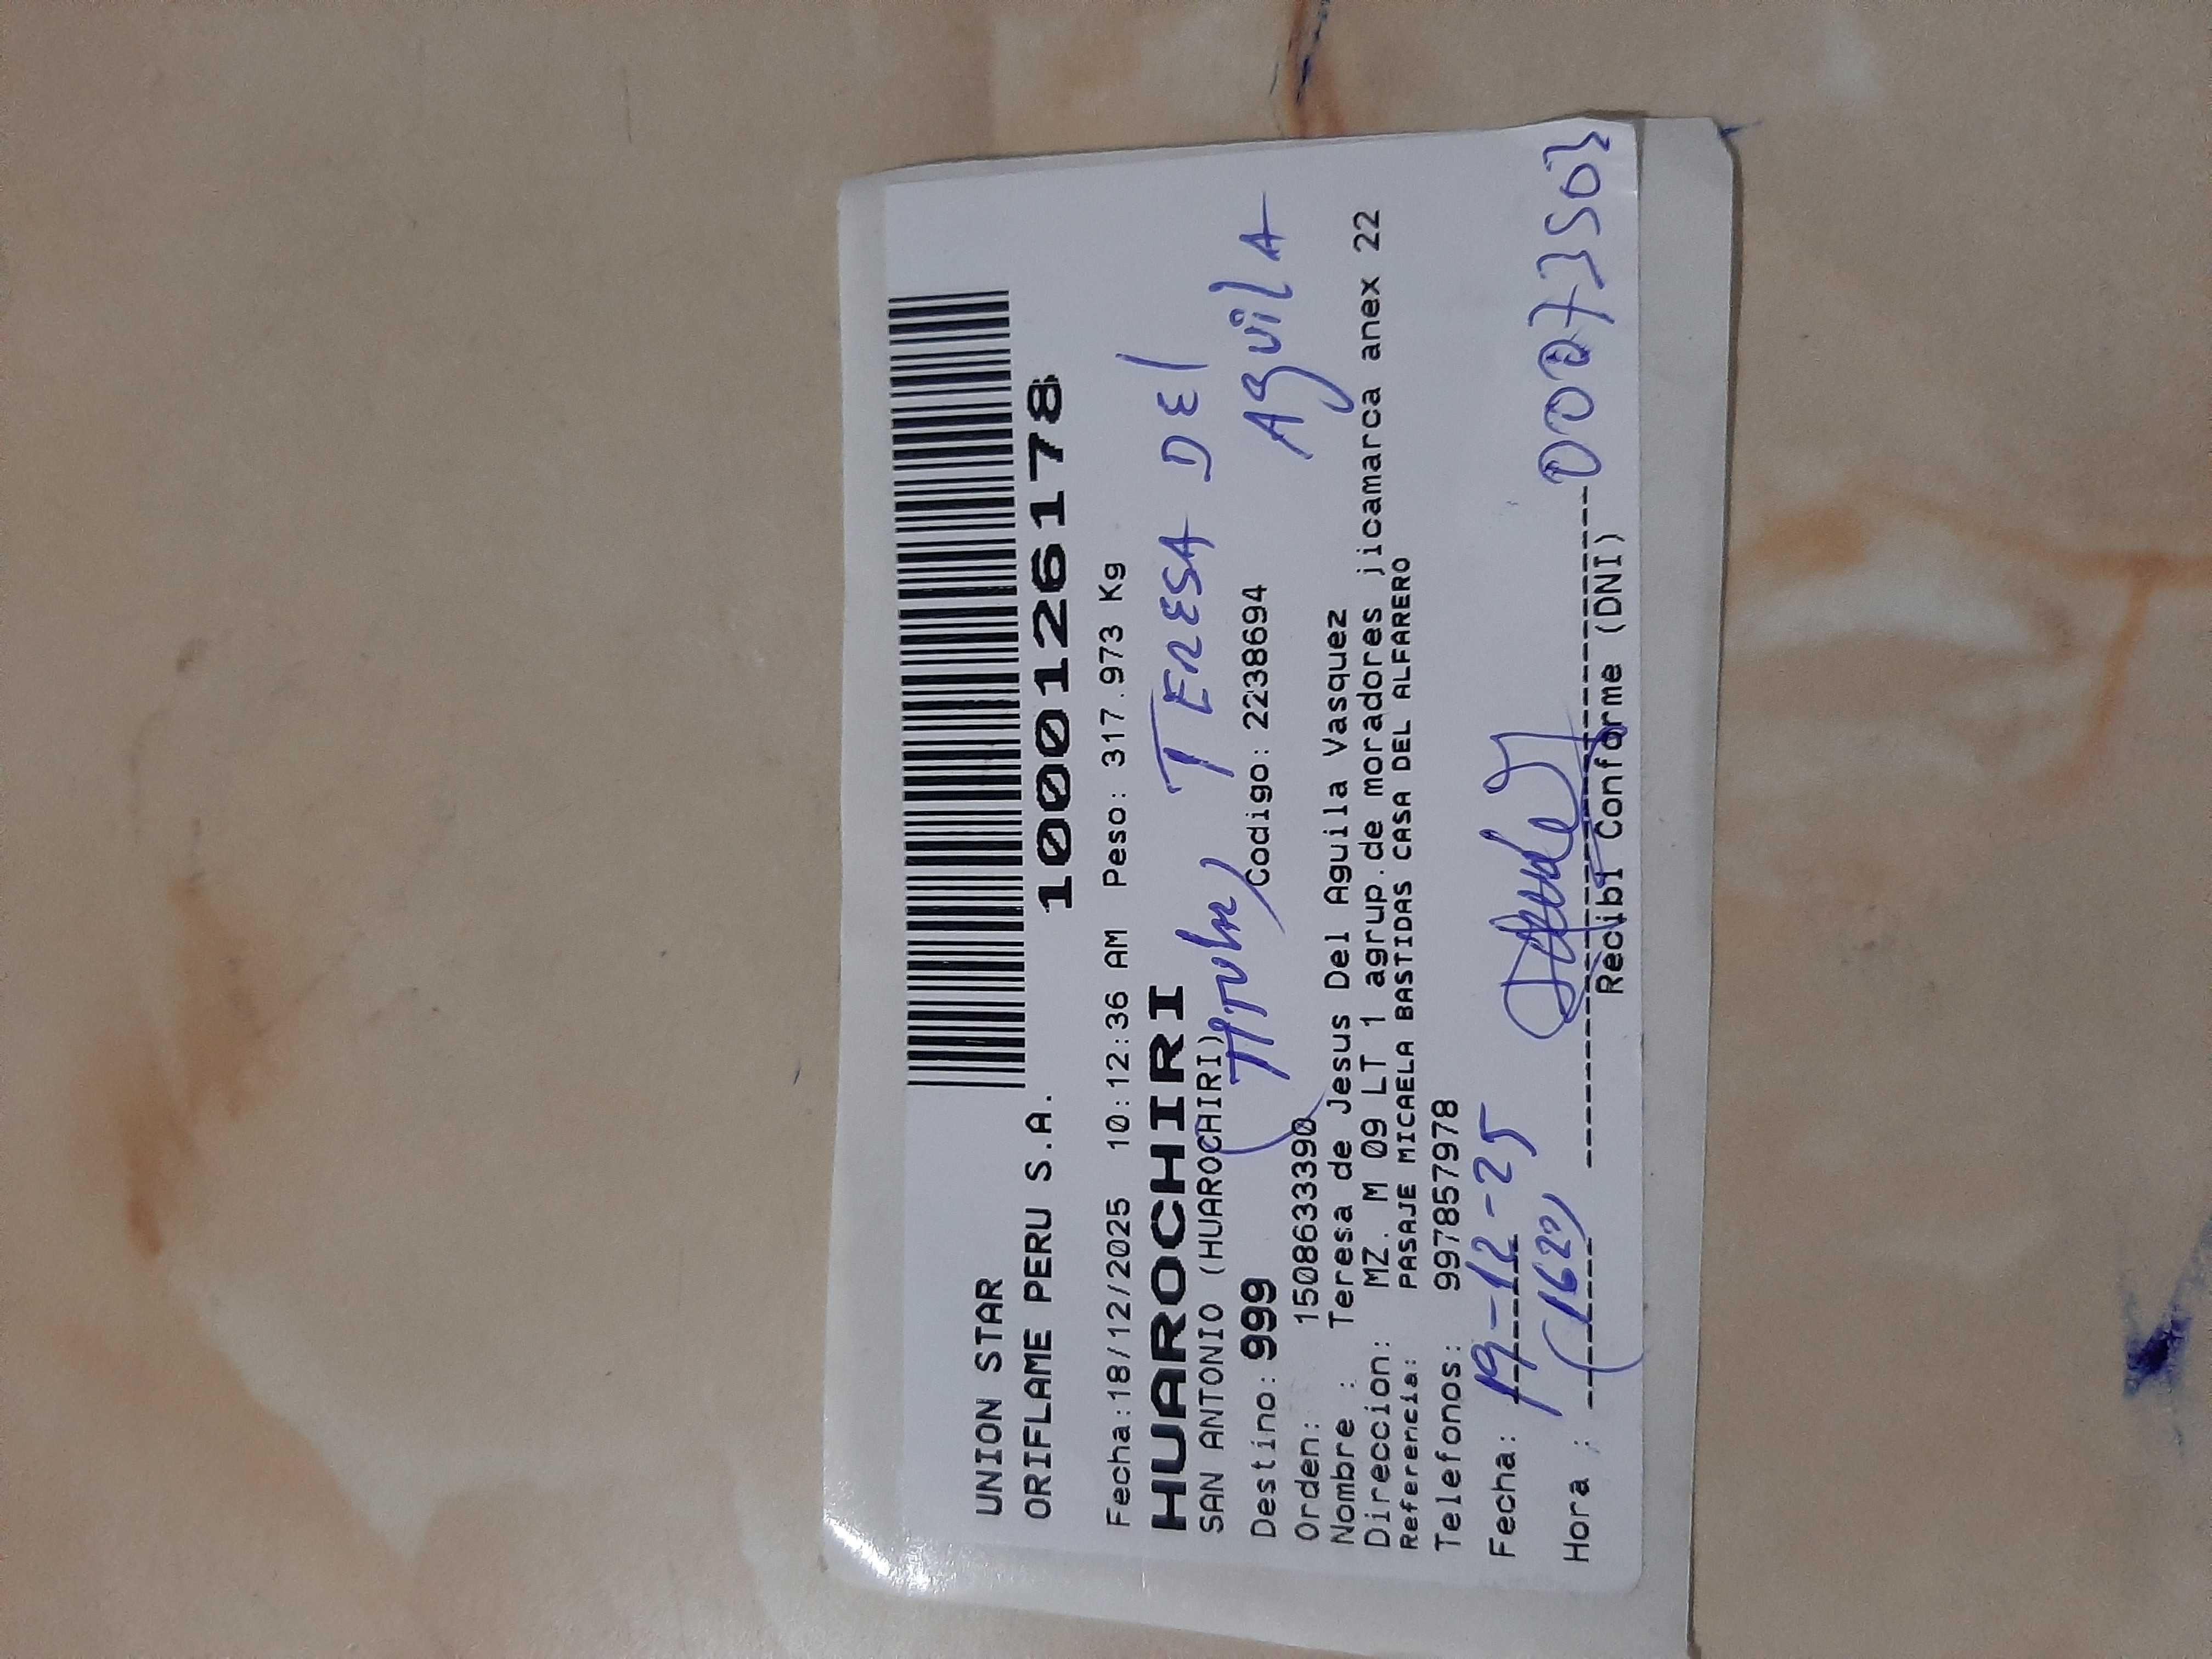 UNION STAR
ORIFLAME PERU S.A.
1000126178
Fecha:18/12/2025 10:12:36 AM Peso: 317.973 Kg
HUAROCHIRI
SAN ANTONIO (HUAROCHIRI)
TERESA DEL
AguilA
(Titular)
Destino: 999 Codigo: 2238694
Orden: 1508633390
Nombre : Teresa de Jesus Del Aguila Vasquez
Direccion: MZ. M 09 LT 1 agrup.de moradores jicamarca anex 22
Referencia: PASAJE MICAELA BASTIDAS CASA DEL ALFARERO
Telefonos: 997857978
Fecha: 19-12-25
Hora :
00073503
Recibi Conforme (DNI)